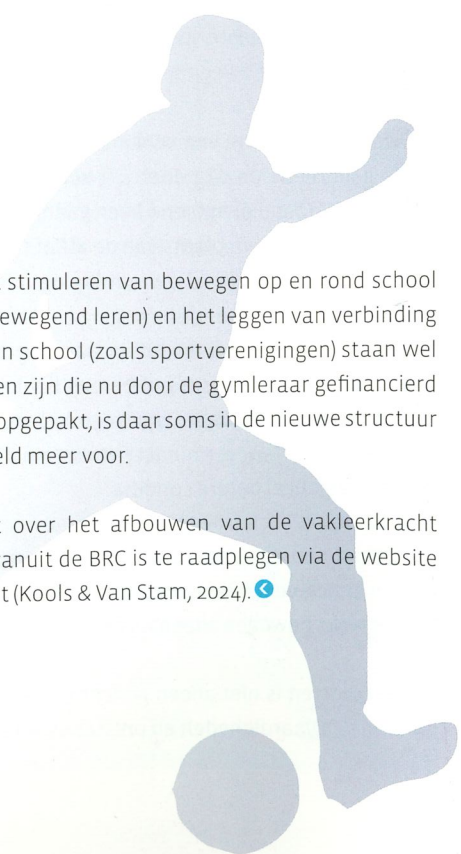 stimuleren van bewegen op en rond school
ewegend leren) en het leggen van verbinding
n school (zoals sportverenigingen) staan wel
en zijn die nu door de gymleraar gefinancierd
opgepakt, is daar soms in de nieuwe structuur
eld meer voor.
over het afbouwen van de vakleerkracht
anuit de BRC is te raadplegen via de website
t (Kools & Van Stam, 2024).